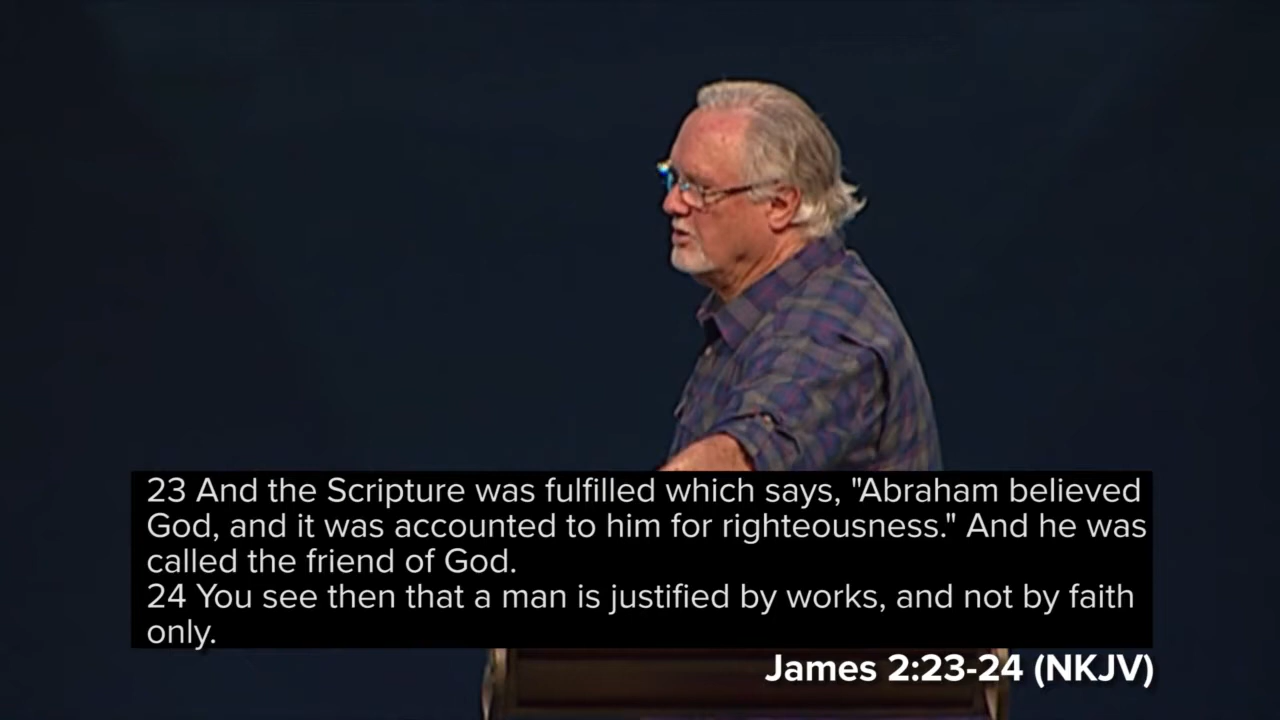 23 And the Scripture was fulfilled which says, "Abraham believed
God, and it was accounted to him for righteousness." And he was
called the friend of God.
24 You see then that a man is justified by works, and not by faith
only.
James 2:23-24 (NKJV)